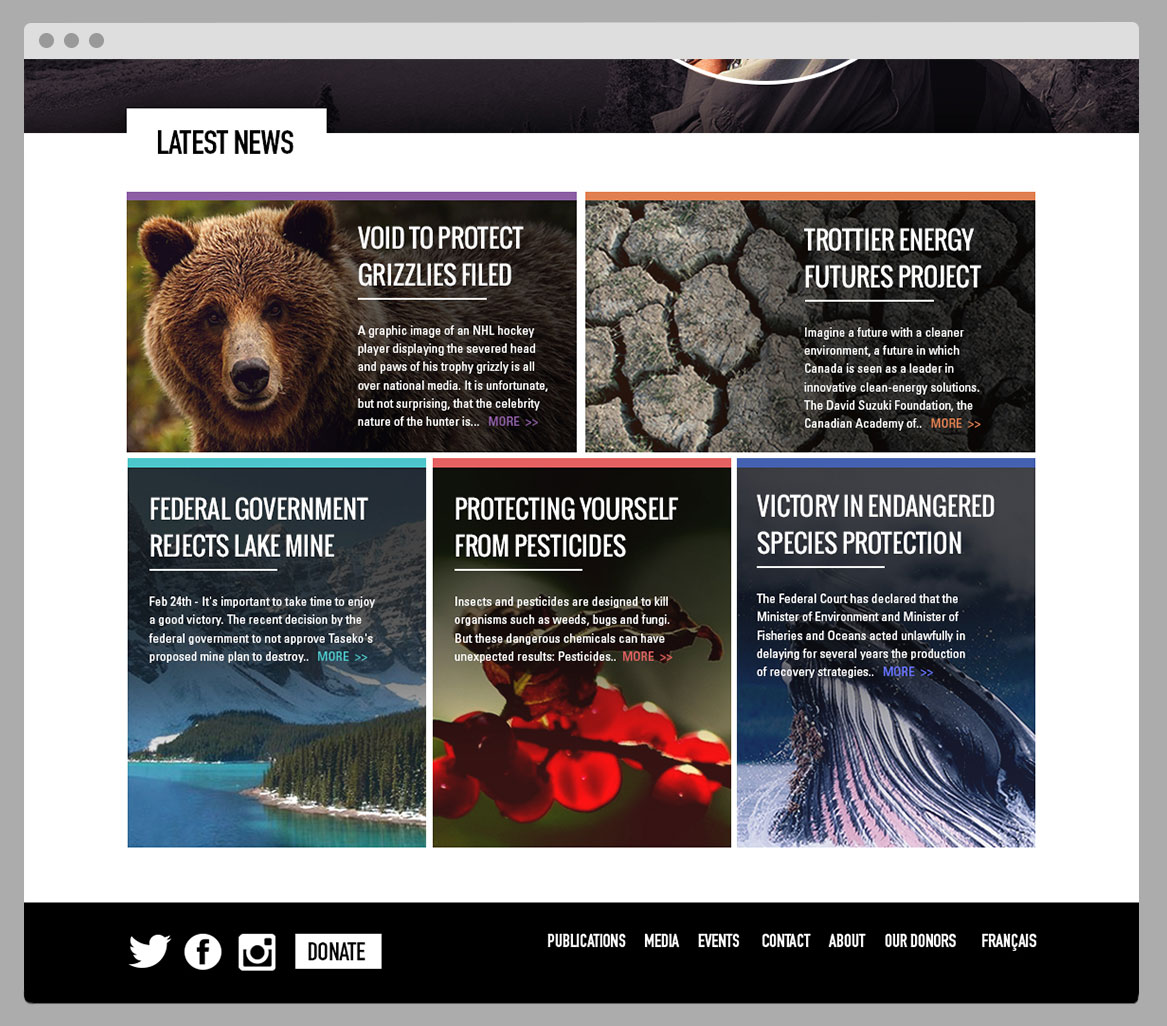 LATEST NEWS
VOID TO PROTECT
GRIZZLIES FILED
A graphic image of an NHL hockey
player displaying the severed head
and paws of his trophy grizzly is all
over national media. It is unfortunate,
but not surprising, that the celebrity
nature of the hunter is... MORE >>
TROTTIER ENERGY
FUTURES PROJECT
Imagine a future with a cleaner
environment, a future in which
Canada is seen as a leader in
innovative clean-energy solutions.
The David Suzuki Foundation, the
Canadian Academy of.. MORE >>
FEDERAL GOVERNMENT
REJECTS LAKE MINE
Feb 24th - It's important to take time to enjoy
a good victory. The recent decision by the
federal government to not approve Taseko's
proposed mine plan to destroy.. MORE >>
PROTECTING YOURSELF
FROM PESTICIDES
Insects and pesticides are designed to kill
organisms such as weeds, bugs and fungi.
But these dangerous chemicals can have
unexpected results: Pesticides.. MORE >>
VICTORY IN ENDANGERED
SPECIES PROTECTION
The Federal Court has declared that the
Minister of Environment and Minister of
Fisheries and Oceans acted unlawfully in
delaying for several years the production
of recovery strategies.. MORE >>
DONATE
PUBLICATIONS MEDIA EVENTS CONTACT ABOUT OUR DONORS FRANÇAIS